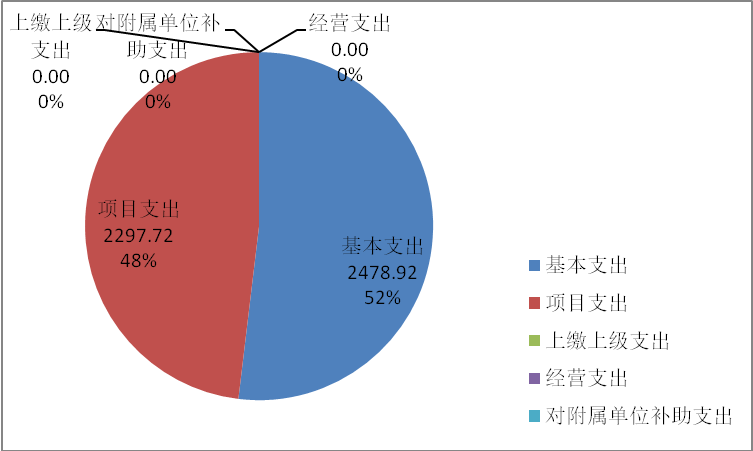 上缴上级
支出
0.00
0%
对附属单位补
助支出
0.00
0%
经营支出
0.00
0%
项目支出
2297.72
48%
基本支出
2478.92
52%
基本支出
项目支出
上缴上级支出
经营支出
对附属单位补助支出